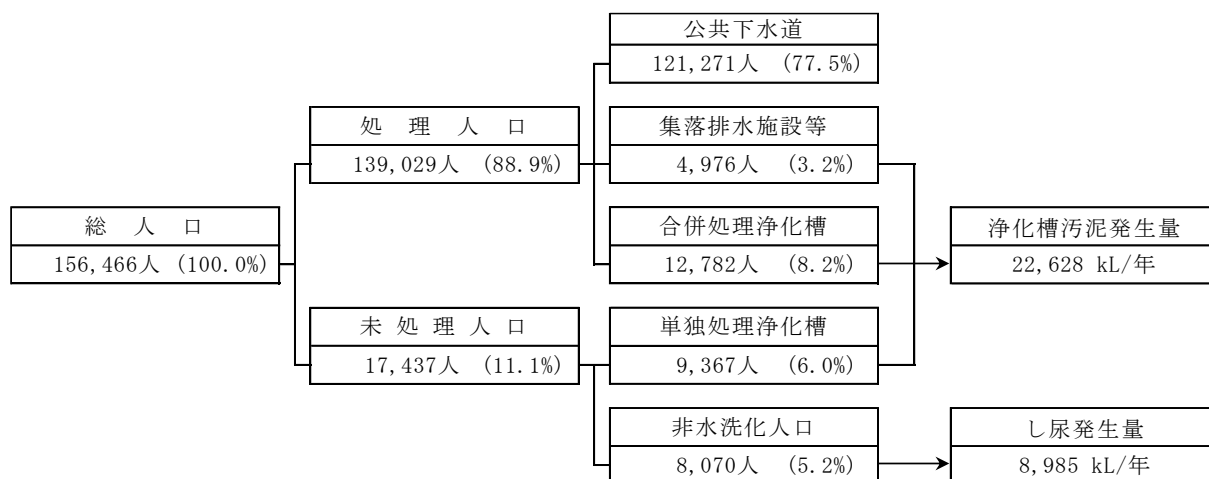 公共下水道
121,271人 (77.5%)
処理人口
139,029人 (88.9%)
集落排水施設等
4,976人 (3.2%)
総人口
156,466人 (100.0%)
合併処理浄化槽
12,782人 (8.2%)
浄化槽汚泥発生量
22,628 kL/年
未処理人口
17,437人 (11.1%)
単独処理浄化槽
9,367人 (6.0%)
非水洗化人口
8,070人 (5.2%)
し尿発生量
8,985 kL/年